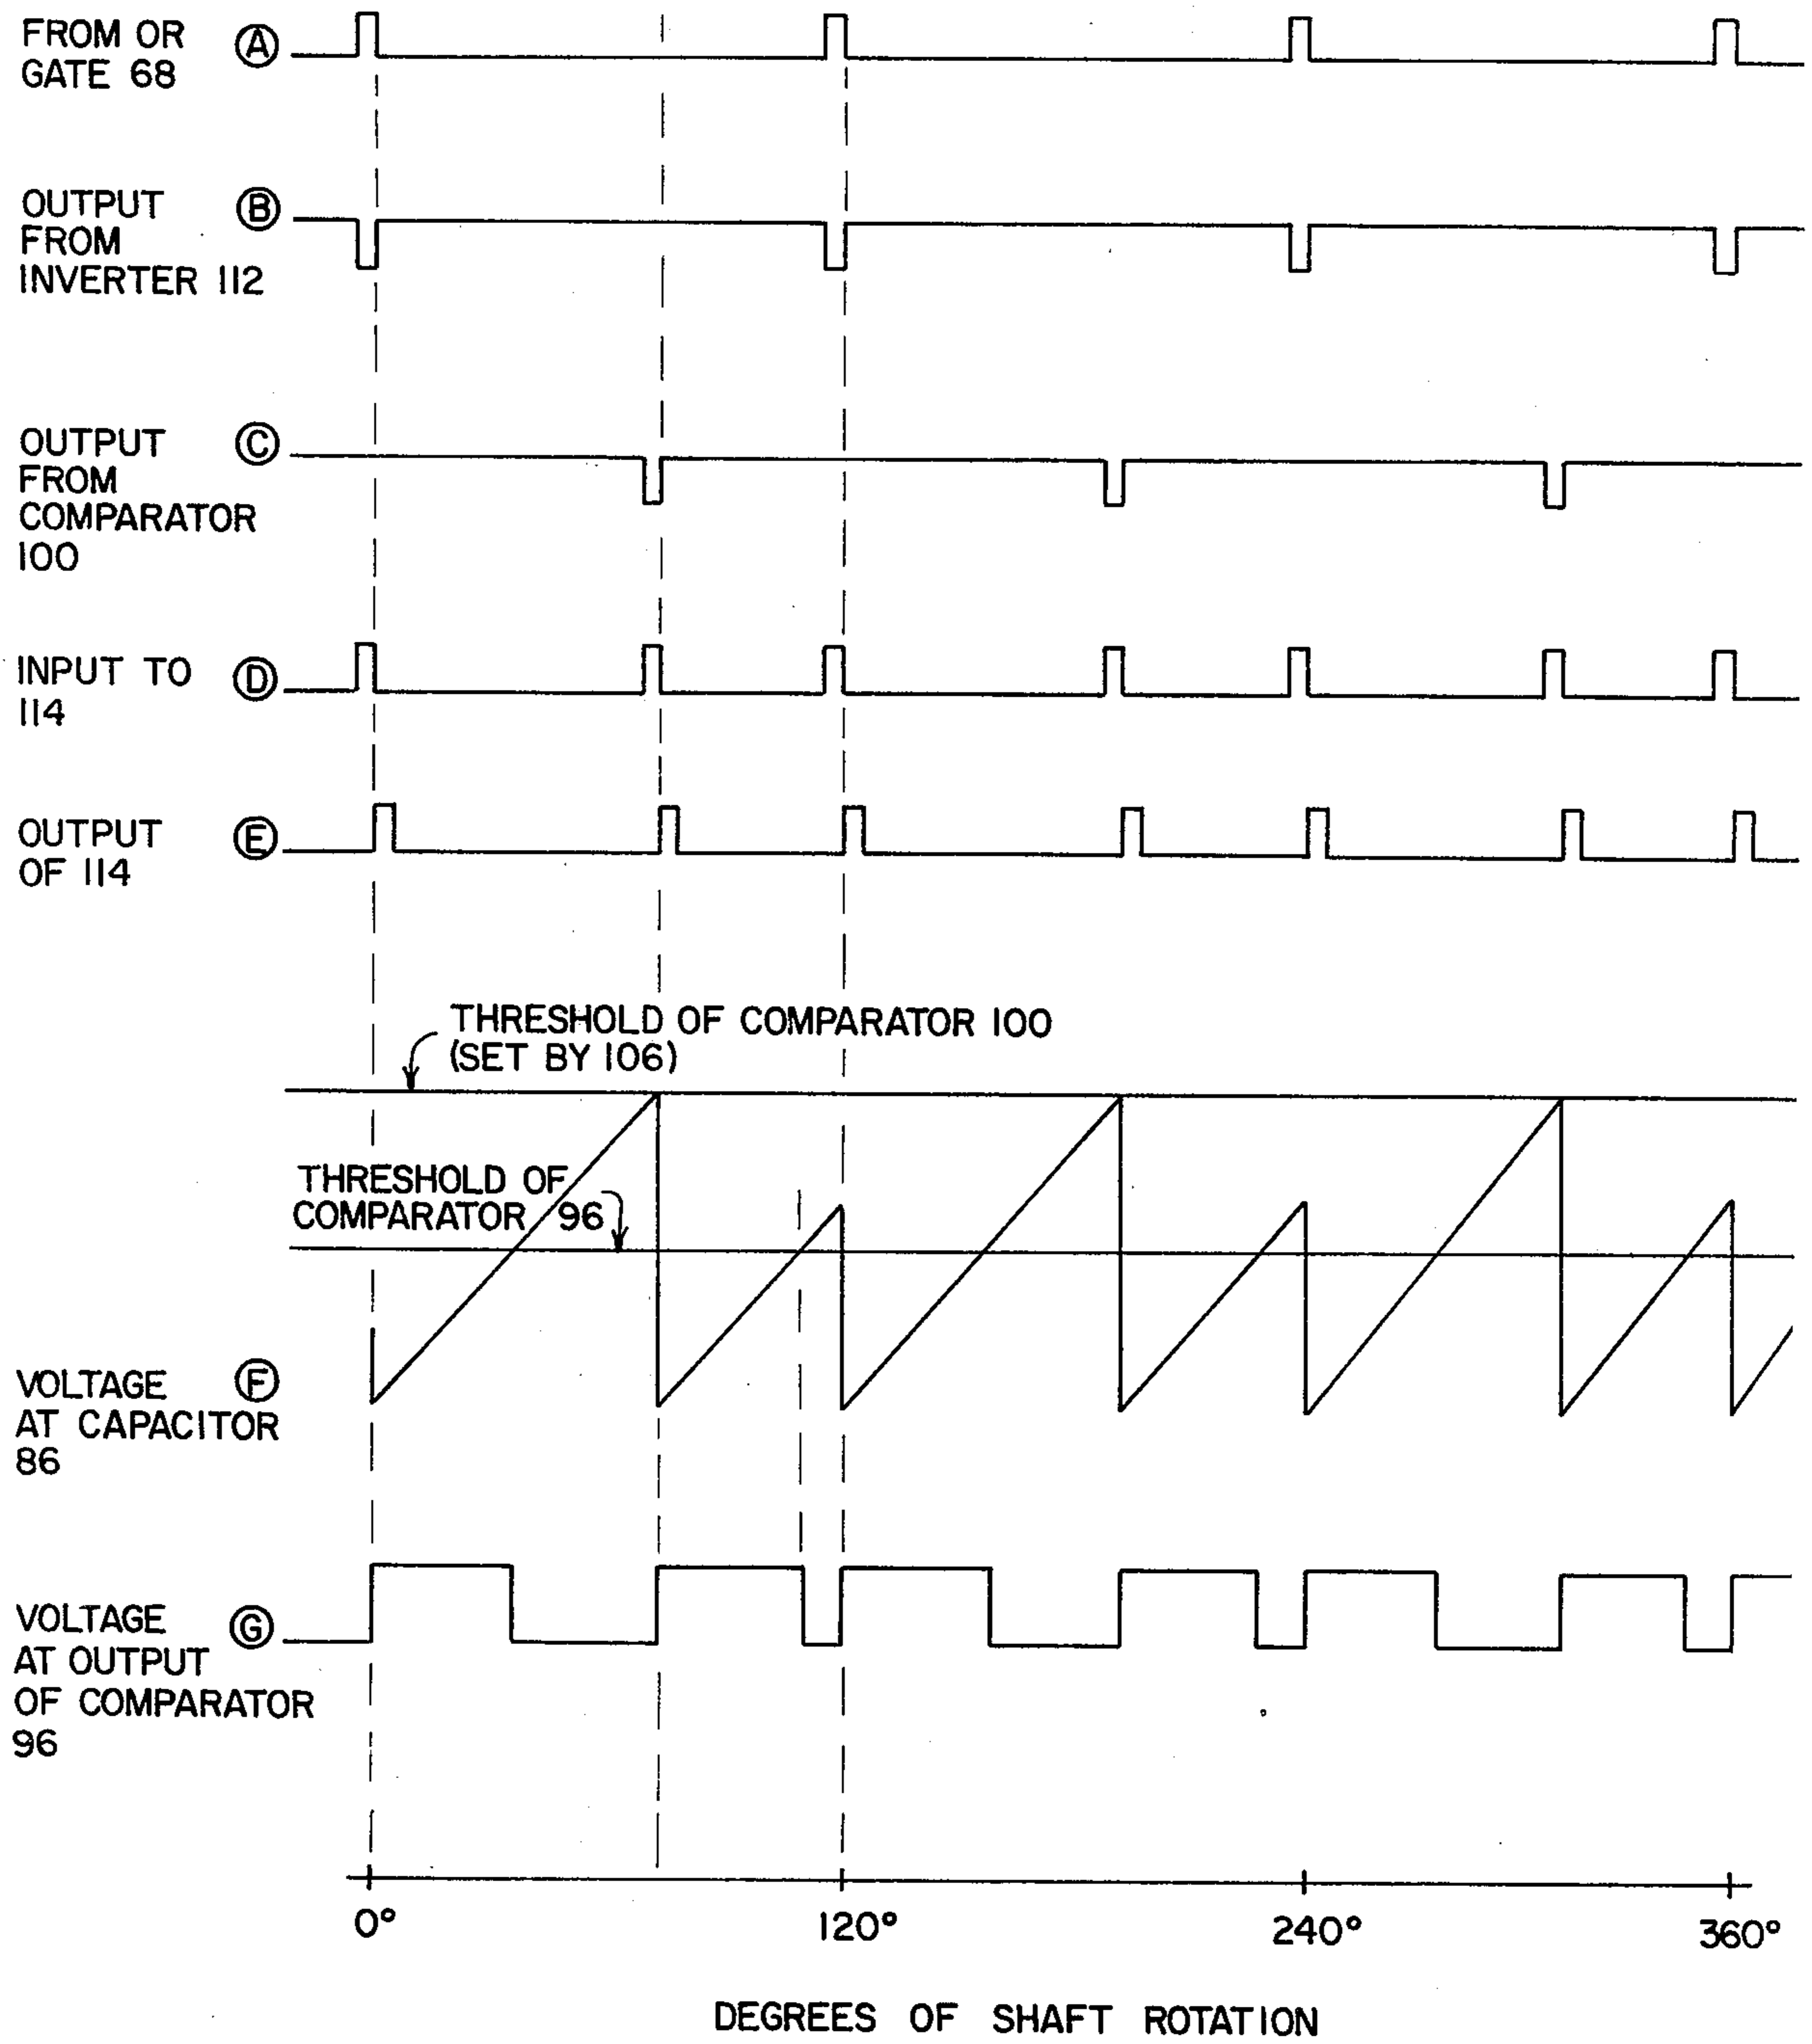 FROM OR
GATE 68
Ⓐ
OUTPUT
FROM
INVERTER 112
Ⓑ
OUTPUT
FROM
COMPARATOR
100
Ⓒ
INPUT TO
114
Ⓓ
OUTPUT
OF 114
Ⓔ
THRESHOLD OF COMPARATOR 100
(SET BY 106)
THRESHOLD OF
COMPARATOR 96
VOLTAGE
AT CAPACITOR
86
Ⓕ
VOLTAGE
AT OUTPUT
OF COMPARATOR
96
Ⓖ
0° 120° 240° 360°
DEGREES OF SHAFT ROTATION